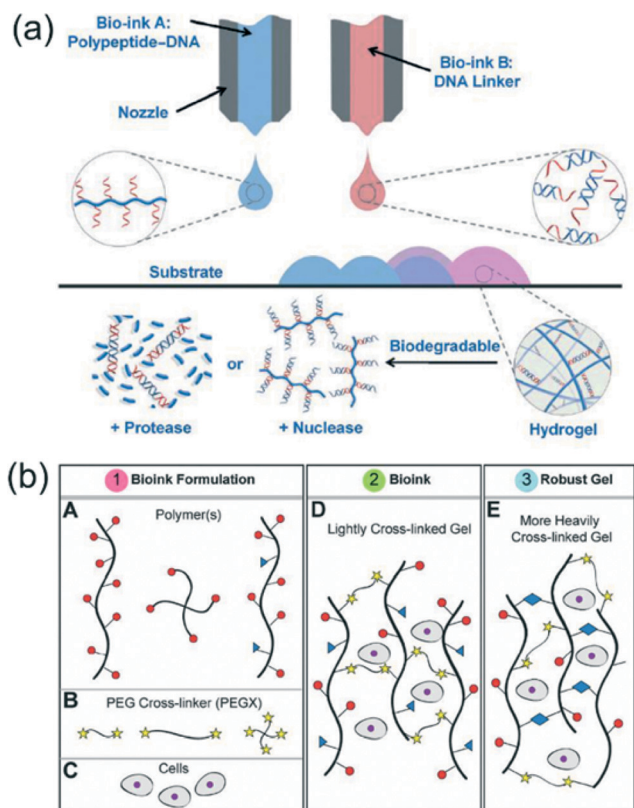 (a)
Bio-ink A:
Polypeptide–DNA
Bio-ink B:
DNA Linker
Nozzle
Substrate
Biodegradable
or
+ Protease
+ Nuclease
Hydrogel
(b)
1 Bioink Formulation
2 Bioink
3 Robust Gel
A
Polymer(s)
D
Lightly Cross-linked Gel
E
More Heavily
Cross-linked Gel
B
PEG Cross-linker (PEGX)
C
Cells